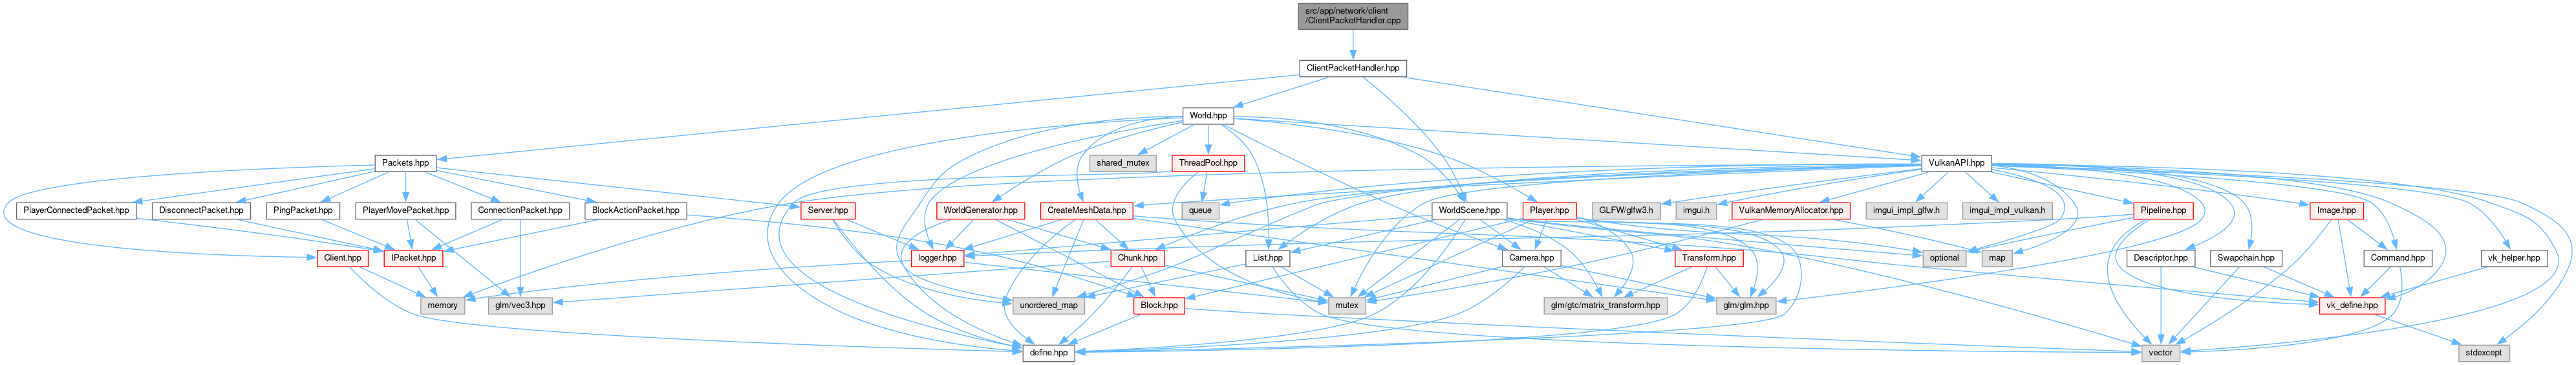 src/app/network/client
/ClientPacketHandler.cpp
ClientPacketHandler.hpp
World.hpp
Packets.hpp
shared_mutex
ThreadPool.hpp
VulkanAPI.hpp
PlayerConnectedPacket.hpp
DisconnectPacket.hpp
PingPacket.hpp
PlayerMovePacket.hpp
ConnectionPacket.hpp
BlockActionPacket.hpp
Server.hpp
WorldGenerator.hpp
CreateMeshData.hpp
queue
WorldScene.hpp
Player.hpp
GLFW/glfw3.h
imgui.h
VulkanMemoryAllocator.hpp
imgui_impl_glfw.h
imgui_impl_vulkan.h
Pipeline.hpp
Image.hpp
Client.hpp
IPacket.hpp
logger.hpp
Chunk.hpp
List.hpp
Camera.hpp
Transform.hpp
optional
map
Descriptor.hpp
Swapchain.hpp
Command.hpp
vk_helper.hpp
memory
glm/vec3.hpp
unordered_map
Block.hpp
mutex
glm/gtc/matrix_transform.hpp
glm/glm.hpp
vk_define.hpp
define.hpp
vector
stdexcept